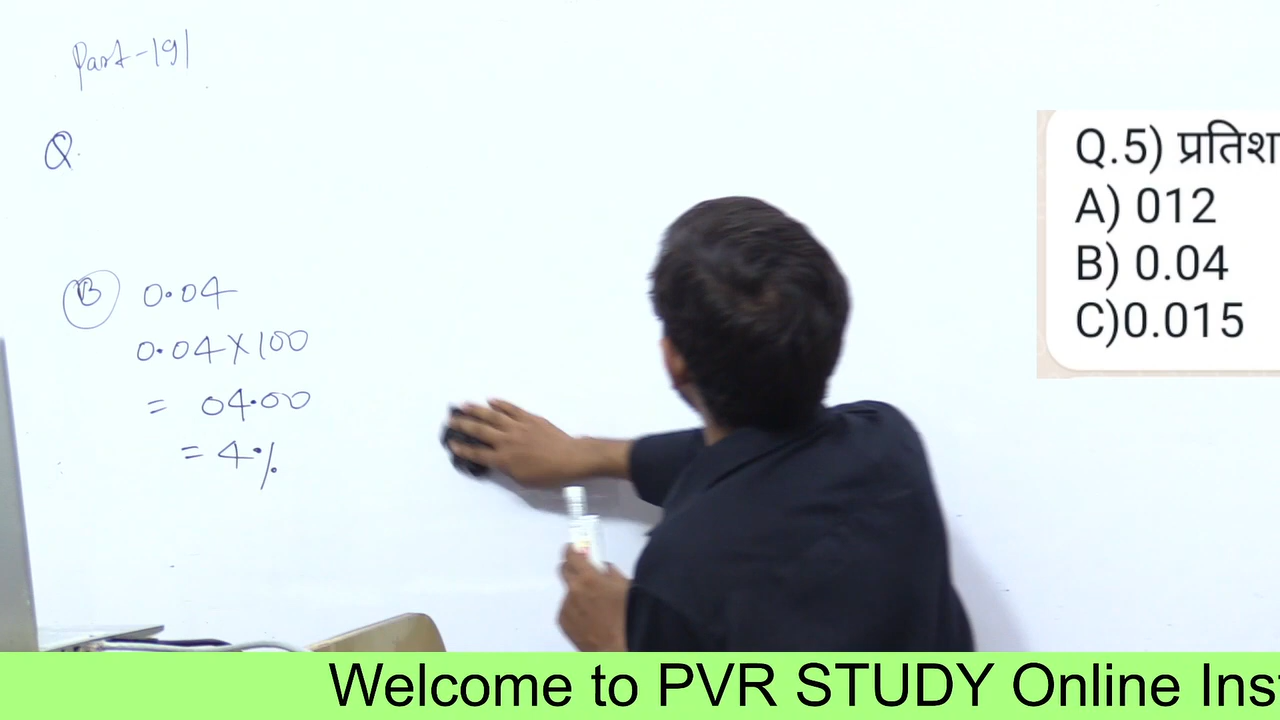 Part-191
Q.
B 0.04
0.04×100
= 04.00
= 4%
Q.5) प्रतिश
A) 012
B) 0.04
C)0.015
Welcome to PVR STUDY Online Inst